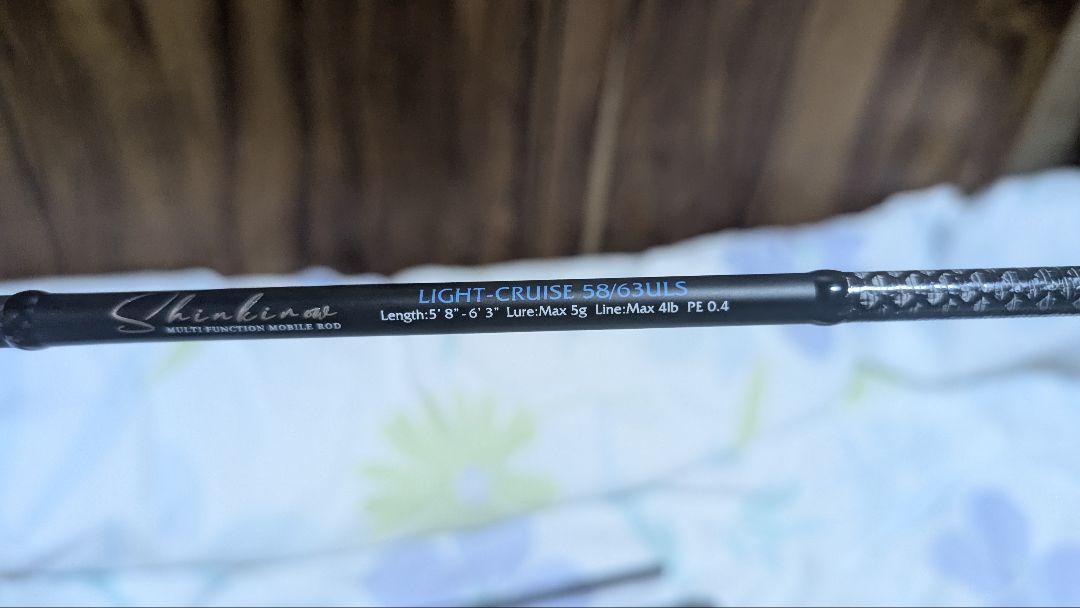 Shinkirow
MULTI FUNCTION MOBILE ROD
LIGHT-CRUISE 58/63ULS
Length:5' 8"-6' 3" Lure:Max 5g Line:Max 4lb PE 0.4